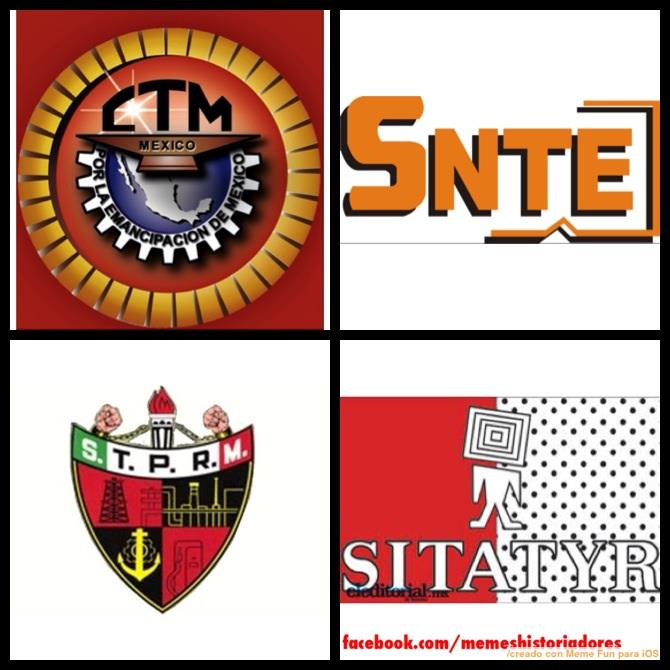 CTM
MEXICO
POR LA EMANCIPACION DE MEXICO
SNTE
S. T. P. R. M.
SITATYR
eleditorial.mx
facebook.com/memeshistoriadores
/creado con Meme Fun para iOS